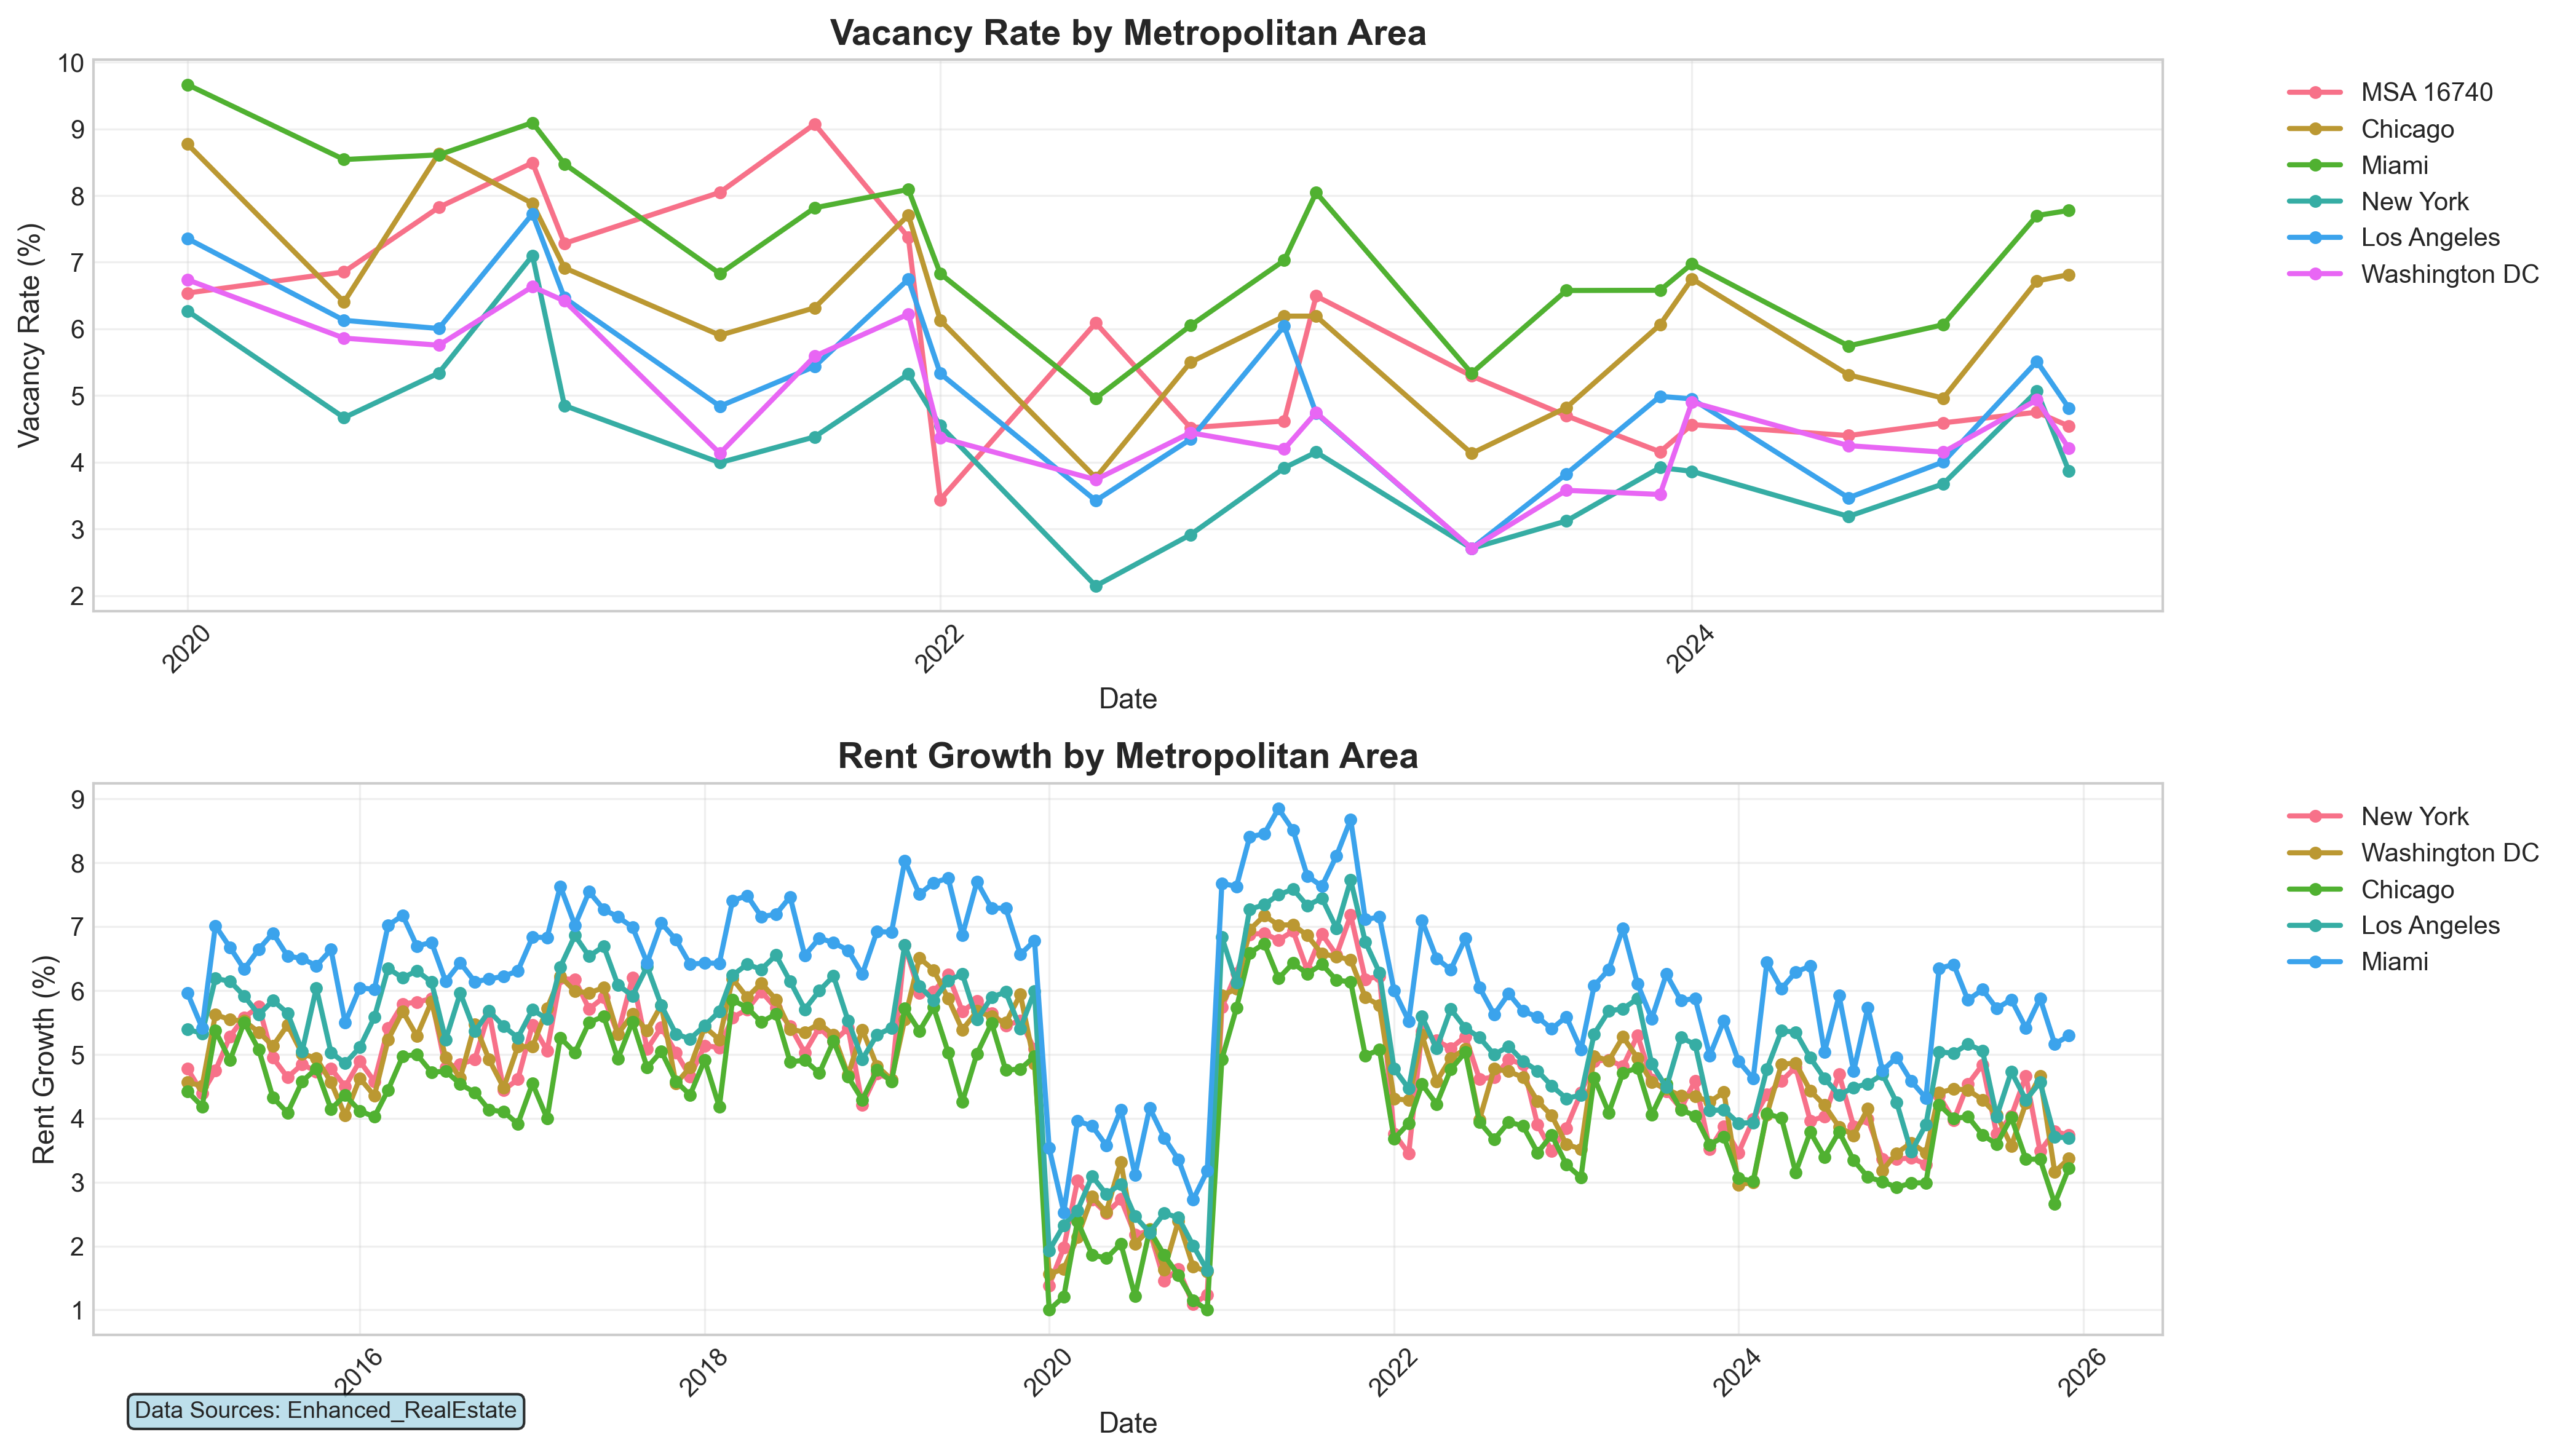 Vacancy Rate by Metropolitan Area
10
9
8
7
6
5
4
3
2
Vacancy Rate (%)
2020
2022
2024
Date
MSA 16740
Chicago
Miami
New York
Los Angeles
Washington DC
Rent Growth by Metropolitan Area
9
8
7
6
5
4
3
2
1
Rent Growth (%)
2016
2018
2020
2022
2024
2026
Date
New York
Washington DC
Chicago
Los Angeles
Miami
Data Sources: Enhanced_RealEstate